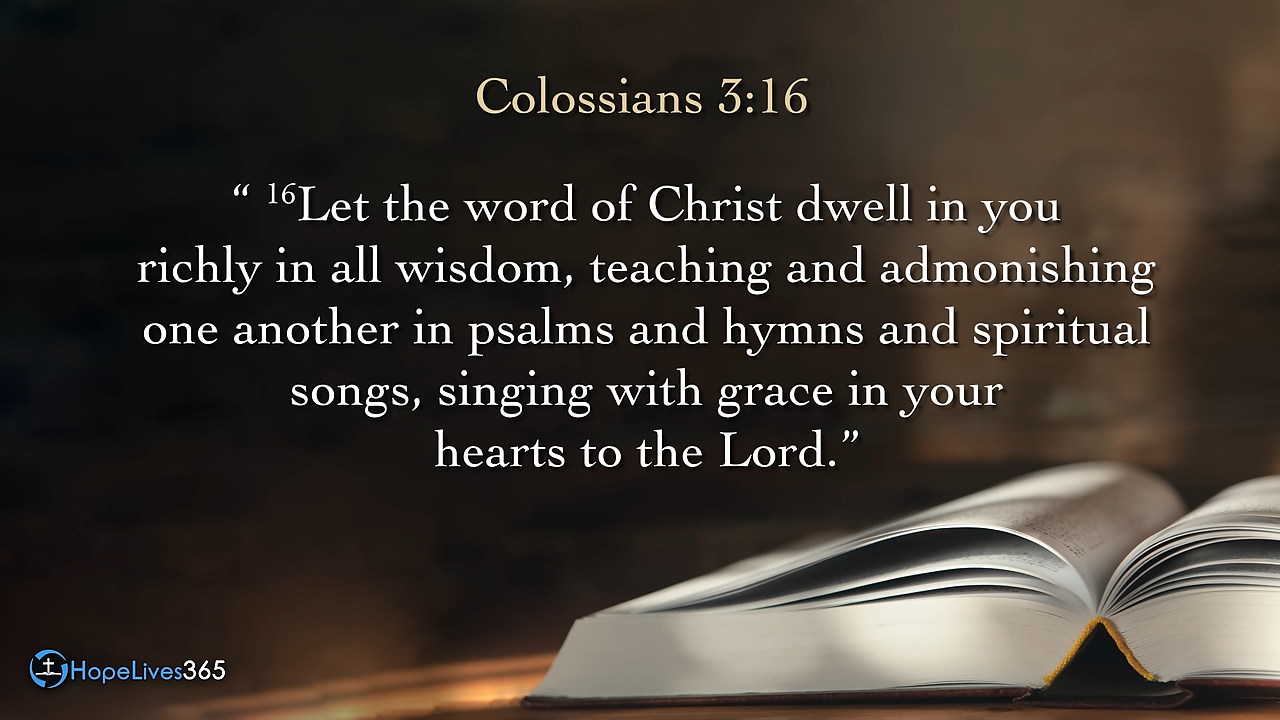 Colossians 3:16
“ 16Let the word of Christ dwell in you
richly in all wisdom, teaching and admonishing
one another in psalms and hymns and spiritual
songs, singing with grace in your
hearts to the Lord.”
HopeLives365